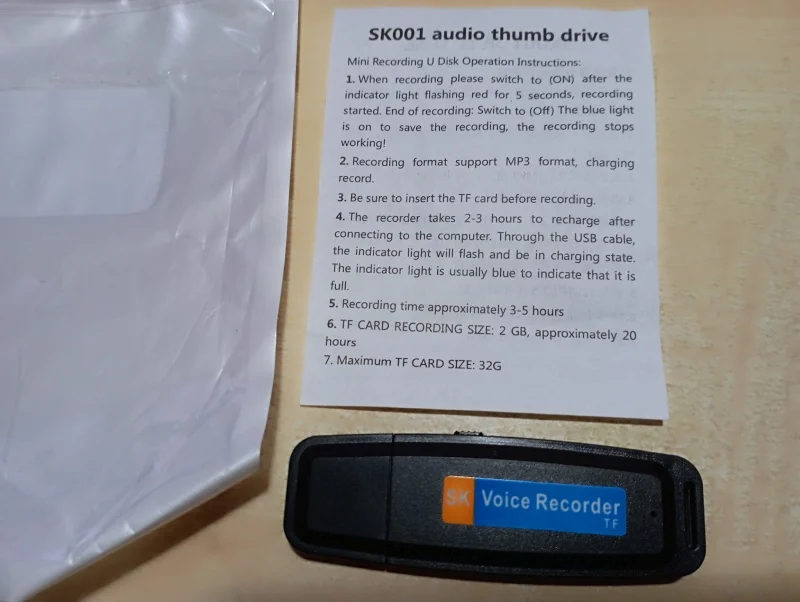 SK001 audio thumb drive
Mini Recording U Disk Operation Instructions:
1. When recording please switch to (ON) after the
indicator light flashing red for 5 seconds, recording
started. End of recording: Switch to (Off) The blue light
is on to save the recording, the recording stops
working!
2. Recording format support MP3 format, charging
record.
3. Be sure to insert the TF card before recording.
4. The recorder takes 2-3 hours to recharge after
connecting to the computer. Through the USB cable,
the indicator light will flash and be in charging state.
The indicator light is usually blue to indicate that it is
full.
5. Recording time approximately 3-5 hours
6. TF CARD RECORDING SIZE: 2 GB, approximately 20
hours
7. Maximum TF CARD SIZE: 32G
SK Voice Recorder
TF